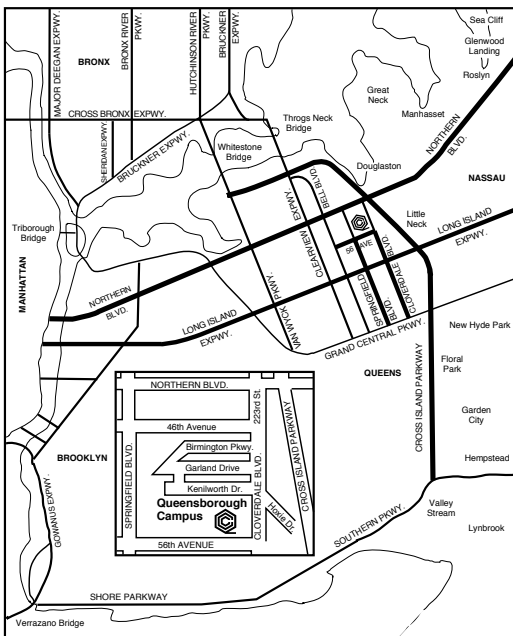 Sea Cliff
Glenwood
Landing
Roslyn
MAJOR DEEGAN EXPWY.
BRONX RIVER
PKWY.
HUTCHINSON RIVER
PKWY.
BRUCKNER
EXPWY.
BRONX
Great
Neck
Manhasset
CROSS BRONX EXPWY.
Throgs Neck
Bridge
NORTHERN
BLVD.
SHERIDAN EXPWY.
BRUCKNER EXPWY.
Whitestone
Bridge
Douglaston
NASSAU
BELL BLVD.
Little
Neck
LONG ISLAND
EXPWY.
Triborough
Bridge
CLEARVIEW EXPWY.
56 AVE
MANHATTAN
VAN WYCK PKWY.
SPRINGFIELD
BLVD.
CLOVERDALE BLVD.
NORTHERN
BLVD.
LONG ISLAND
EXPWY.
GRAND CENTRAL PKWY.
New Hyde Park
QUEENS
Floral
Park
CROSS ISLAND PARKWAY
Garden
City
Hempstead
NORTHERN BLVD.
223rd St.
46th Avenue
Birmington Pkwy.
Garland Drive
Kenilworth Dr.
SPRINGFIELD BLVD.
CLOVERDALE BLVD.
CROSS ISLAND PARKWAY
Queensborough
Campus
Hoxie Dr.
56th AVENUE
BROOKLYN
GOWANUS EXPWY.
Valley
Stream
Lynbrook
SOUTHERN PKWY.
SHORE PARKWAY
Verrazano Bridge